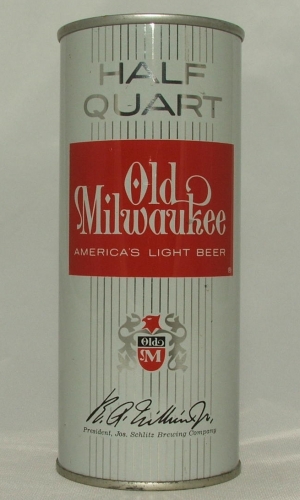 HALF
QUART
Old
Milwaukee
AMERICA'S LIGHT BEER
Old
M
President, Jos. Schlitz Brewing Company